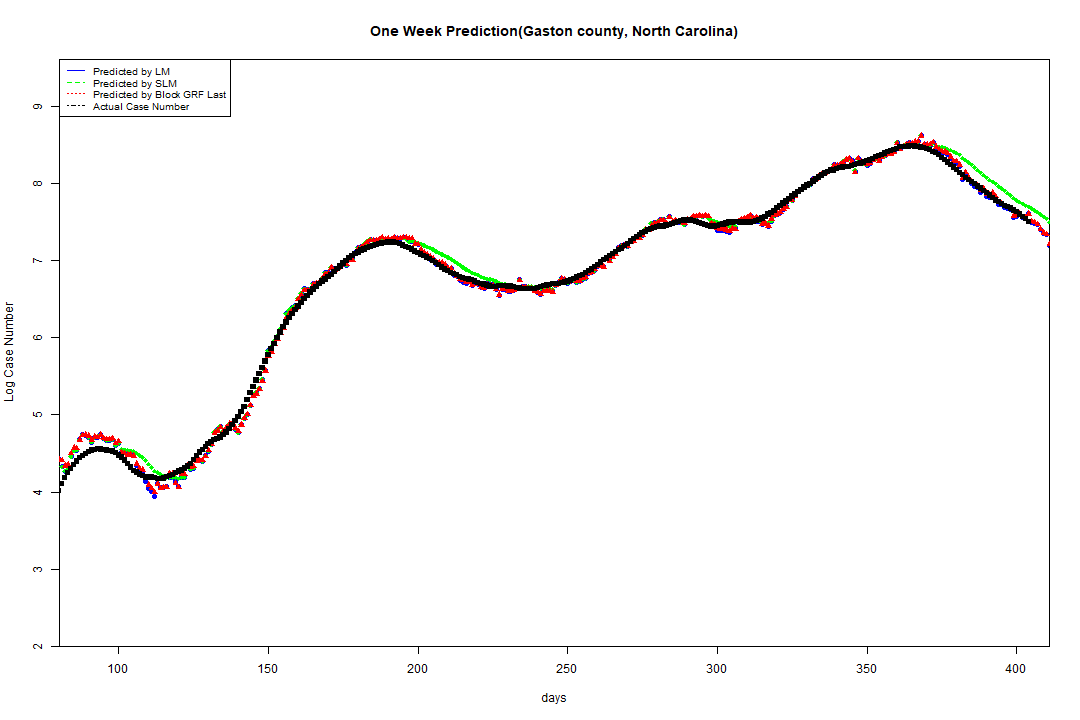 One Week Prediction(Gaston county, North Carolina)
Predicted by LM
Predicted by SLM
Predicted by Block GRF Last
Actual Case Number
9
8
7
6
5
4
3
2
Log Case Number
100 150 200 250 300 350 400
days